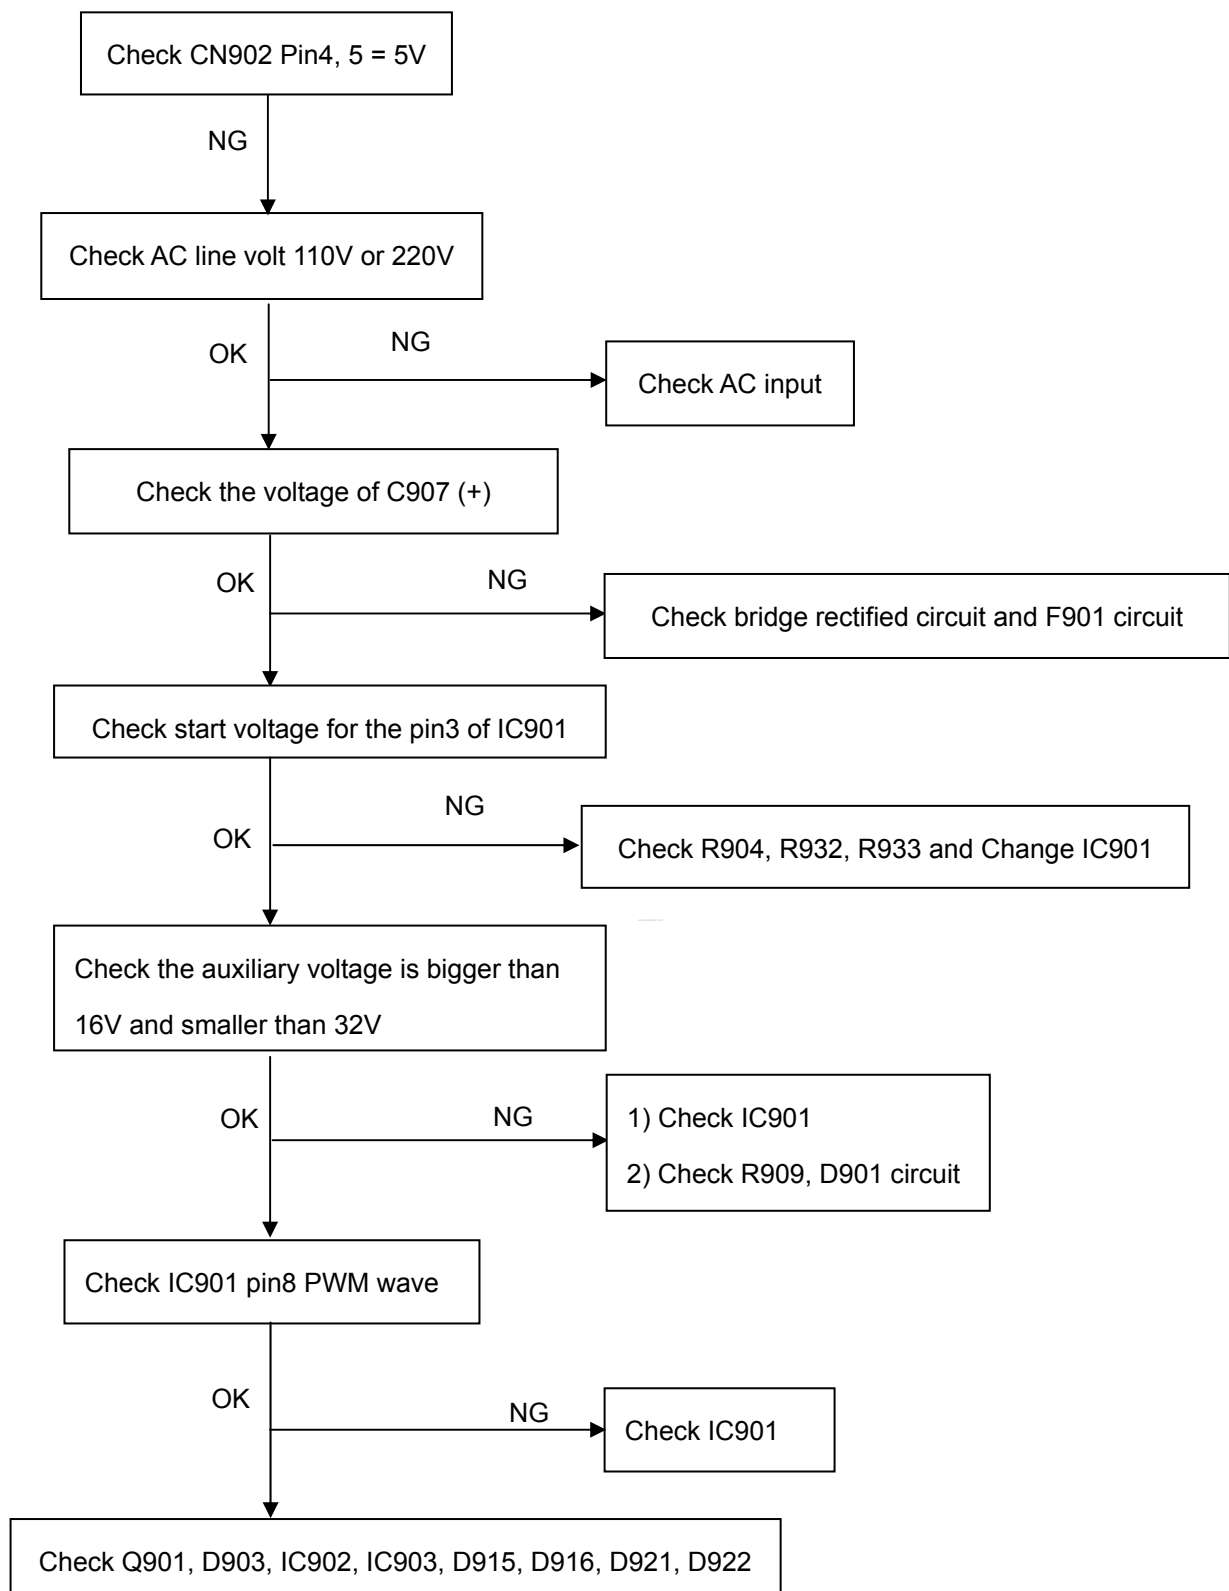 Check CN902 Pin4, 5 = 5V
NG
Check AC line volt 110V or 220V
OK
NG
Check AC input
Check the voltage of C907 (+)
OK
NG
Check bridge rectified circuit and F901 circuit
Check start voltage for the pin3 of IC901
OK
NG
Check R904, R932, R933 and Change IC901
Check the auxiliary voltage is bigger than
16V and smaller than 32V
OK
NG
1) Check IC901
2) Check R909, D901 circuit
Check IC901 pin8 PWM wave
OK
NG
Check IC901
Check Q901, D903, IC902, IC903, D915, D916, D921, D922